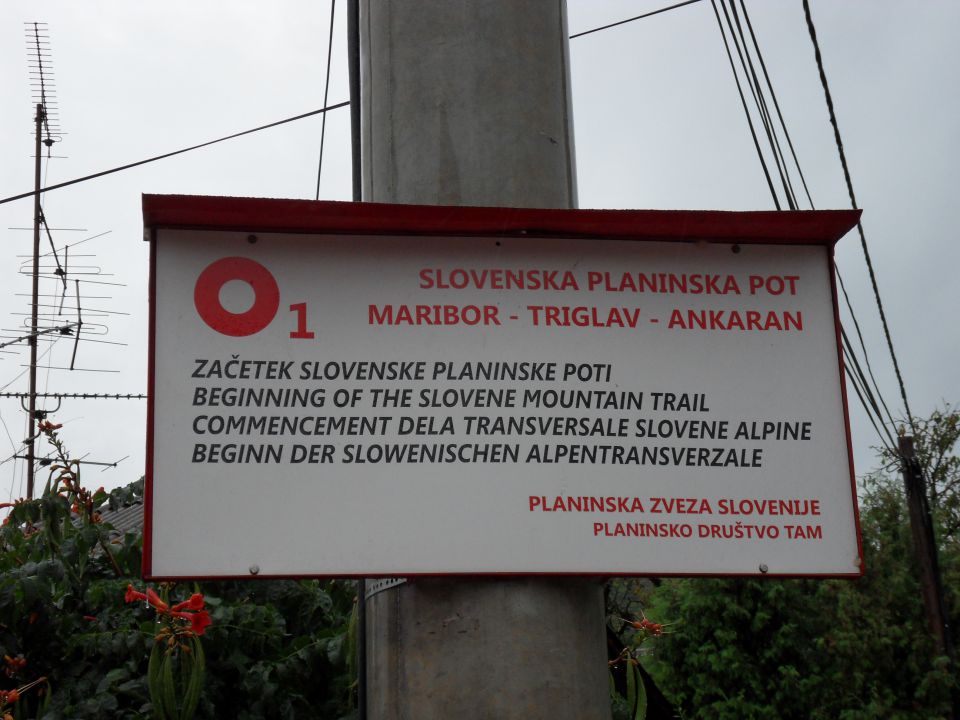 1
SLOVENSKA PLANINSKA POT
MARIBOR - TRIGLAV - ANKARAN
ZAČETEK SLOVENSKE PLANINSKE POTI
BEGINNING OF THE SLOVENE MOUNTAIN TRAIL
COMMENCEMENT DELA TRANSVERSALE SLOVENE ALPINE
BEGINN DER SLOWENISCHEN ALPENTRANSVERZALE
PLANINSKA ZVEZA SLOVENIJE
PLANINSKO DRUŠTVO TAM